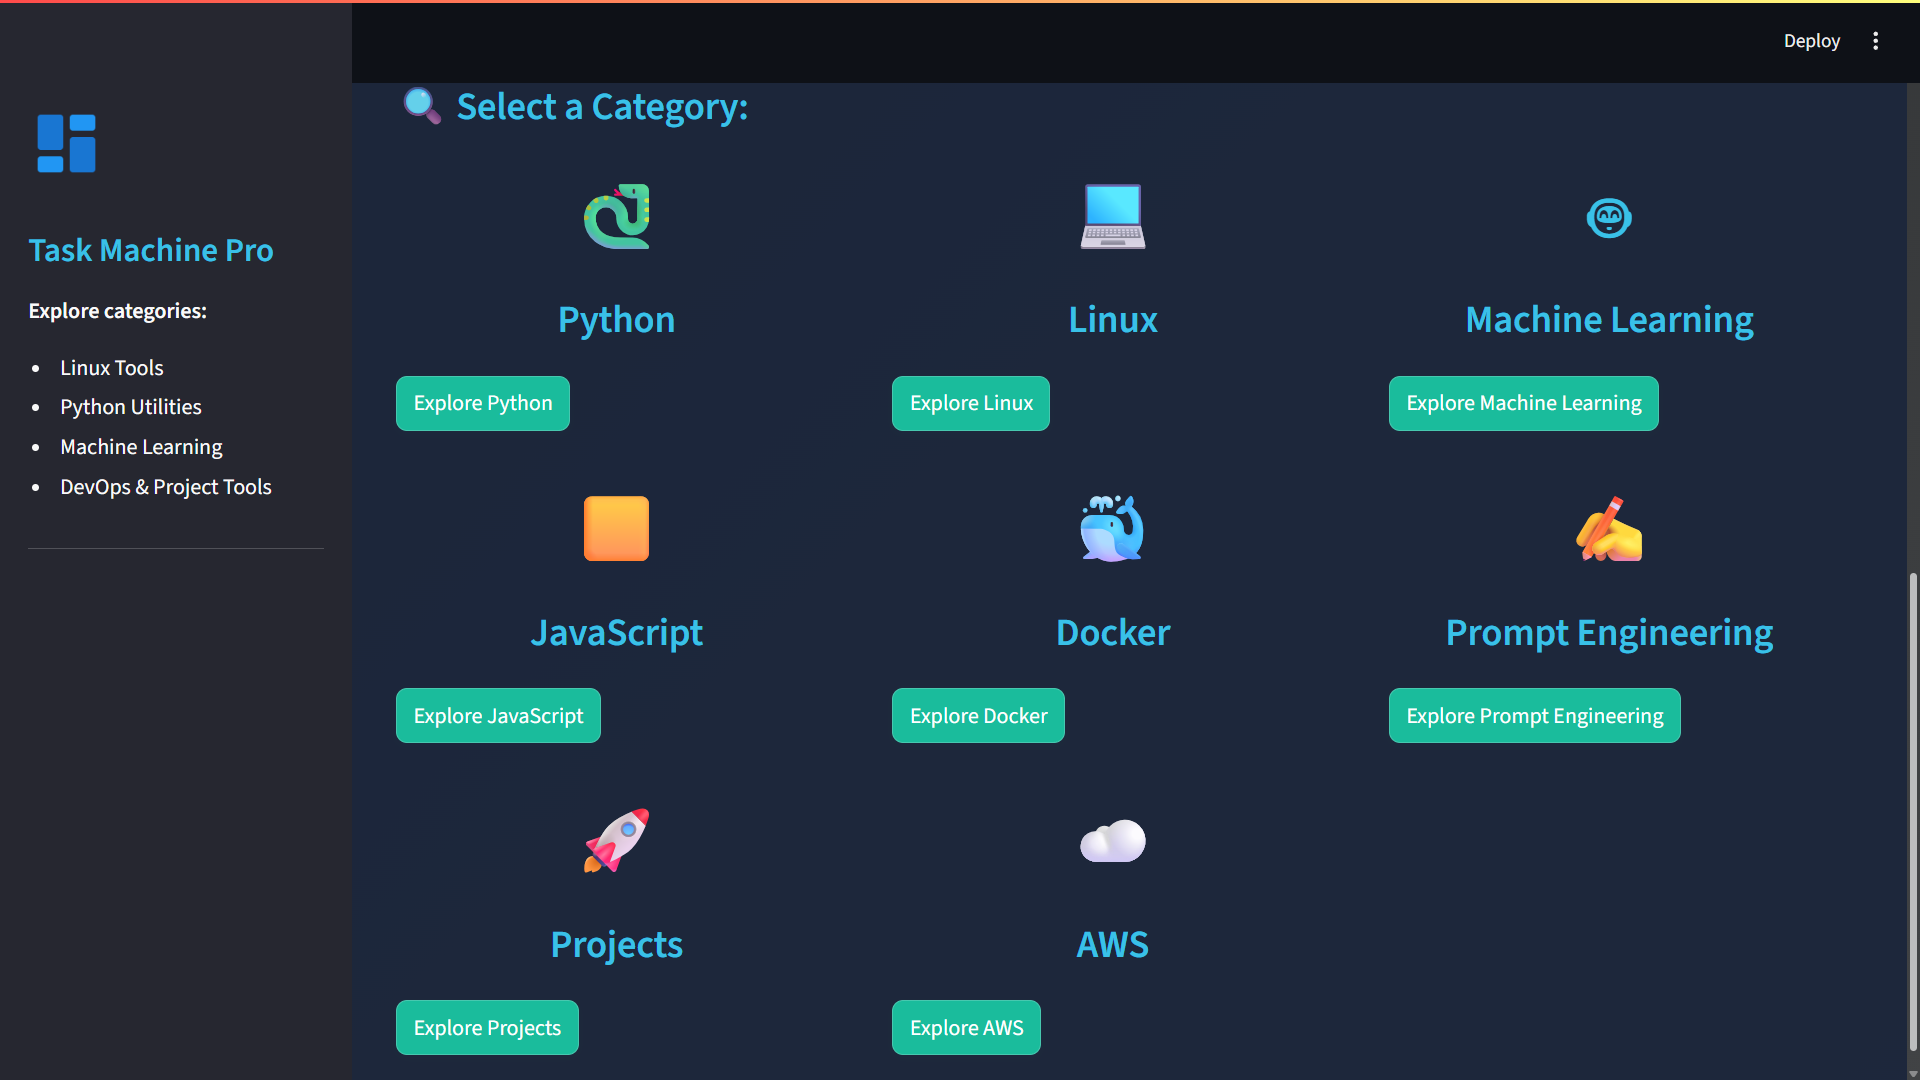 Deploy
Task Machine Pro
Explore categories:
Linux Tools
Python Utilities
Machine Learning
DevOps & Project Tools
Select a Category:
Python
Linux
Machine Learning
Explore Python
Explore Linux
Explore Machine Learning
JavaScript
Docker
Prompt Engineering
Explore JavaScript
Explore Docker
Explore Prompt Engineering
Projects
AWS
Explore Projects
Explore AWS